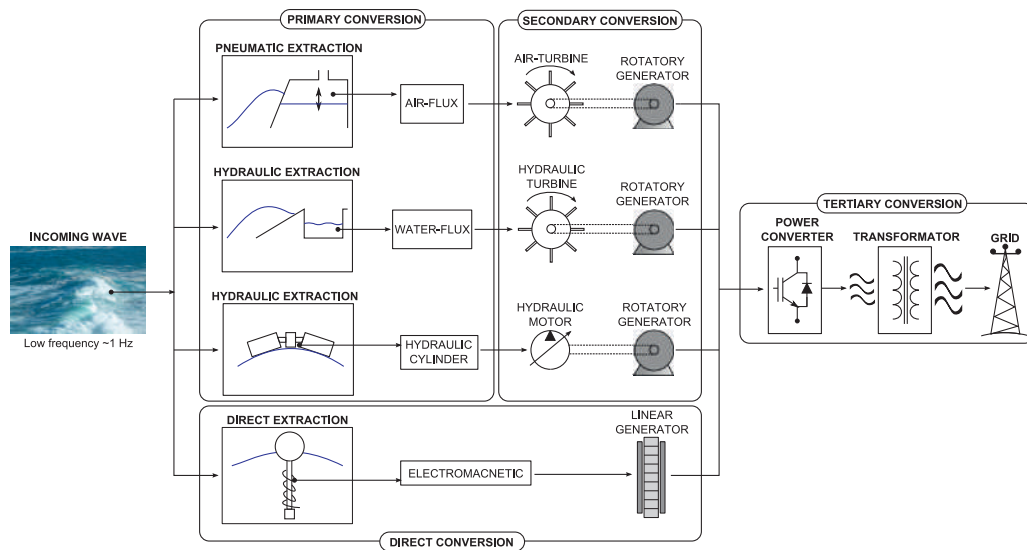 PRIMARY CONVERSION
SECONDARY CONVERSION
PNEUMATIC EXTRACTION
AIR-FLUX
AIR-TURBINE
ROTATORY
GENERATOR
HYDRAULIC EXTRACTION
WATER-FLUX
HYDRAULIC
TURBINE
ROTATORY
GENERATOR
INCOMING WAVE
Low frequency ~1 Hz
HYDRAULIC EXTRACTION
HYDRAULIC
CYLINDER
HYDRAULIC
MOTOR
ROTATORY
GENERATOR
TERTIARY CONVERSION
POWER
CONVERTER
TRANSFORMATOR
GRID
DIRECT EXTRACTION
ELECTROMACNETIC
LINEAR
GENERATOR
DIRECT CONVERSION